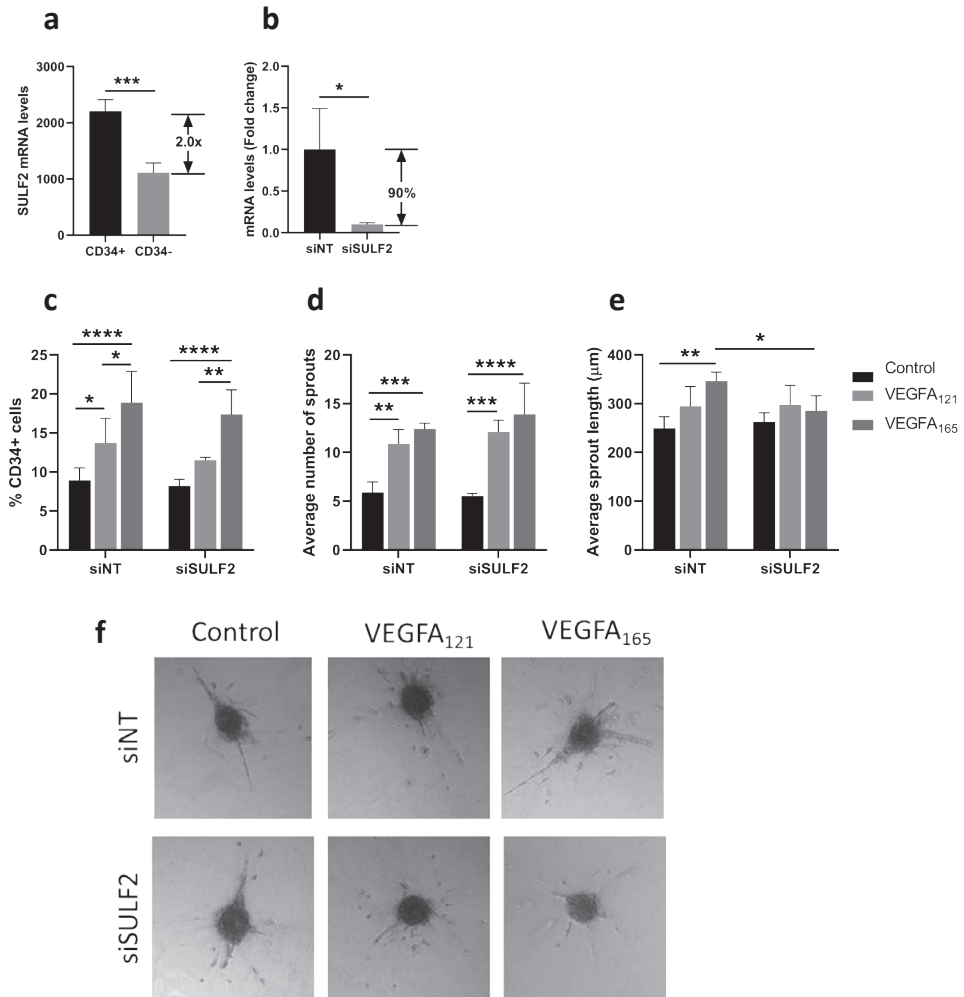 a
SULF2 mRNA levels
3000
2000
1000
0
***
2.0x
CD34+ CD34-
b
mRNA levels (Fold change)
2.0
1.5
1.0
0.5
0.0
*
90%
siNT siSULF2
c
% CD34+ cells
25
20
15
10
5
0
****
*
*
****
**
siNT siSULF2
d
Average number of sprouts
20
15
10
5
0
***
**
****
***
siNT siSULF2
e
Average sprout length (μm)
400
300
200
100
0
**
*
siNT siSULF2
Control
VEGFA₁₂₁
VEGFA₁₆₅
f
Control VEGFA₁₂₁ VEGFA₁₆₅
siNT
siSULF2